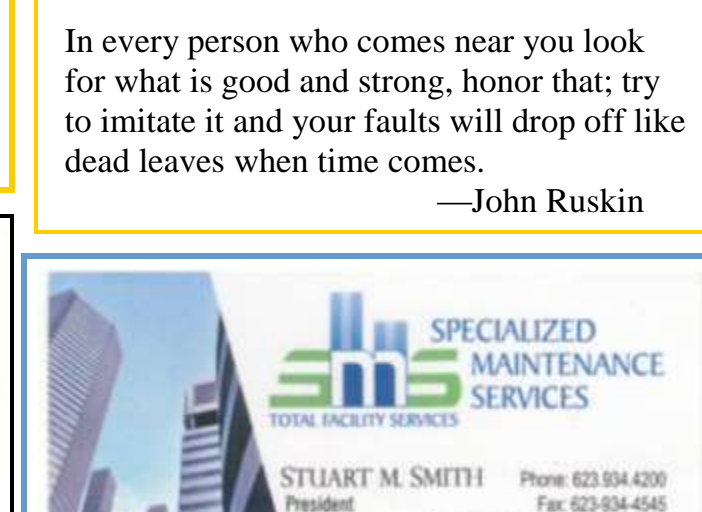 In every person who comes near you look
for what is good and strong, honor that; try
to imitate it and your faults will drop off like
dead leaves when time comes.
—John Ruskin
SPECIALIZED
MAINTENANCE
SERVICES
sms
TOTAL FACILITY SERVICES
STUART M. SMITH
President
Phone: 623.934.4200
Fax: 623-934-4545